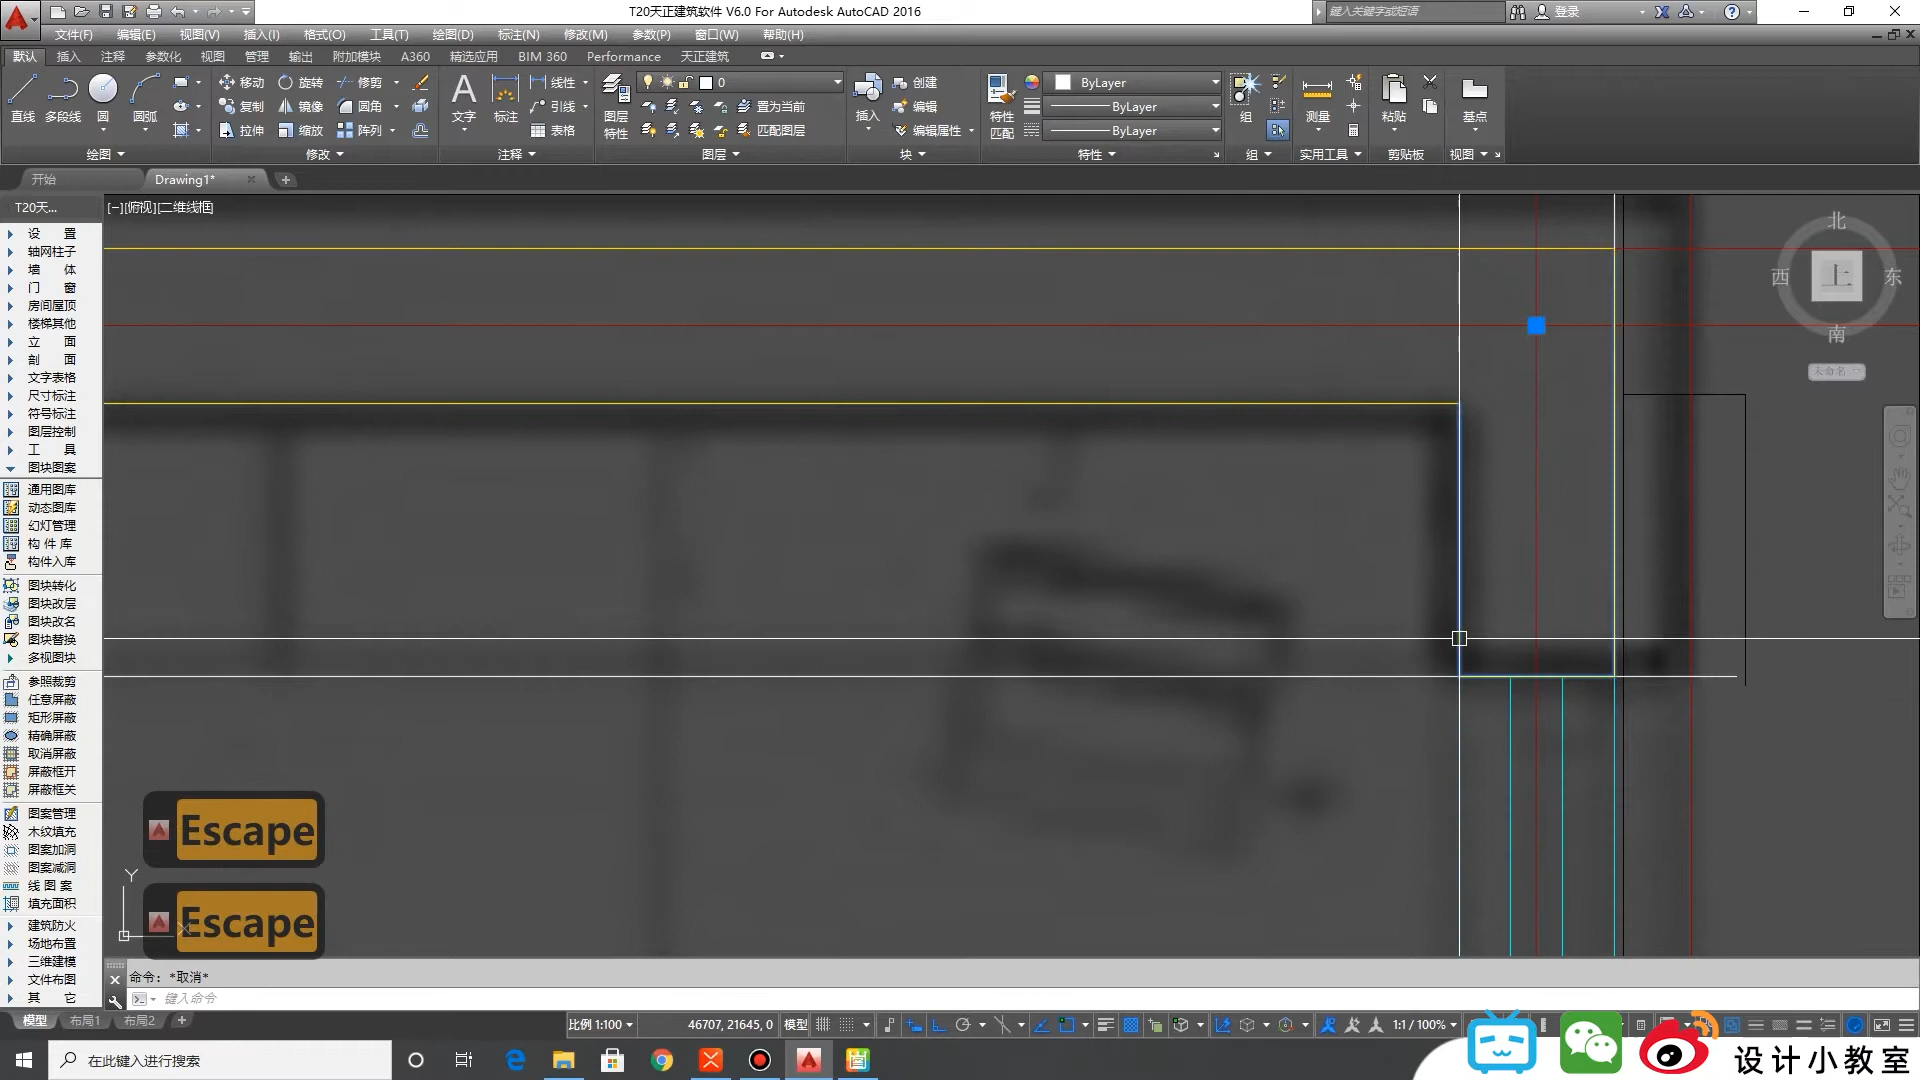 T20天正建筑软件 V6.0 For Autodesk AutoCAD 2016
键入关键字或短语
登录
文件(F) 编辑(E) 视图(V) 插入(I) 格式(O) 工具(T) 绘图(D) 标注(N) 修改(M) 参数(P) 窗口(W) 帮助(H)
默认 插入 注释 参数化 视图 管理 输出 附加模块 A360 精选应用 BIM 360 Performance 天正建筑
直线 多段线 圆 圆弧
移动 旋转 修剪
复制 镜像 圆角
拉伸 缩放 阵列
文字 标注
线性
引线
表格
图层特性
0
置为当前
匹配图层
插入
创建
编辑
编辑属性
特性匹配
ByLayer
ByLayer
ByLayer
组 测量 粘贴 基点
绘图 修改 注释 图层 块 特性 组 实用工具 剪贴板 视图
开始 Drawing1*
T20天...
[−][俯视][二维线框]
设 置
轴网柱子
墙 体
门 窗
房间屋顶
楼梯其他
立 面
剖 面
文字表格
尺寸标注
符号标注
图层控制
工 具
图块图案
通用图库
动态图库
幻灯管理
构 件 库
构件入库
图块转化
图块改层
图块改名
图块替换
多视图块
参照裁剪
任意屏蔽
矩形屏蔽
精确屏蔽
取消屏蔽
屏蔽框开
屏蔽框关
图案管理
木纹填充
图案加洞
图案减洞
线 图 案
填充面积
建筑防火
场地布置
三维建模
文件布图
其 它
北
西 上 东
南
未命名
Escape
Escape
Y
X
命令: *取消*
键入命令
模型 布局1 布局2
比例 1:100 46707, 21645, 0 模型 1:1 / 100%
在此键入进行搜索
设计小教室